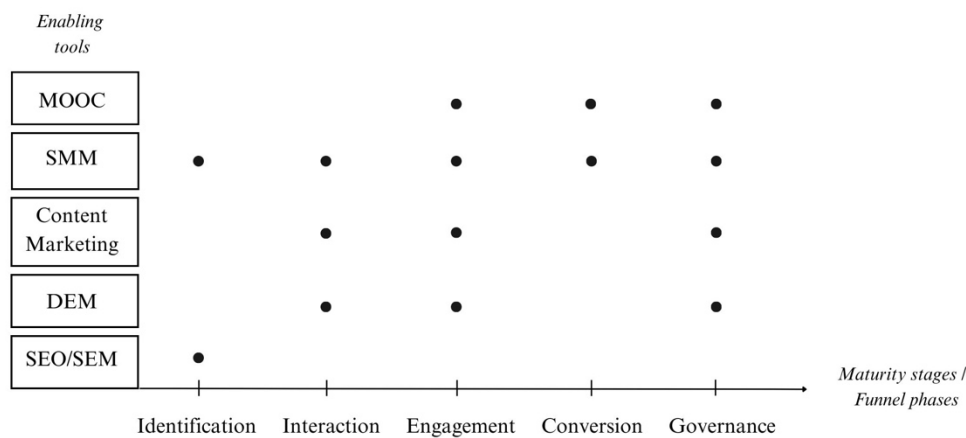 Enabling
tools
MOOC
SMM
Content
Marketing
DEM
SEO/SEM
Maturity stages /
Funnel phases
Identification Interaction Engagement Conversion Governance